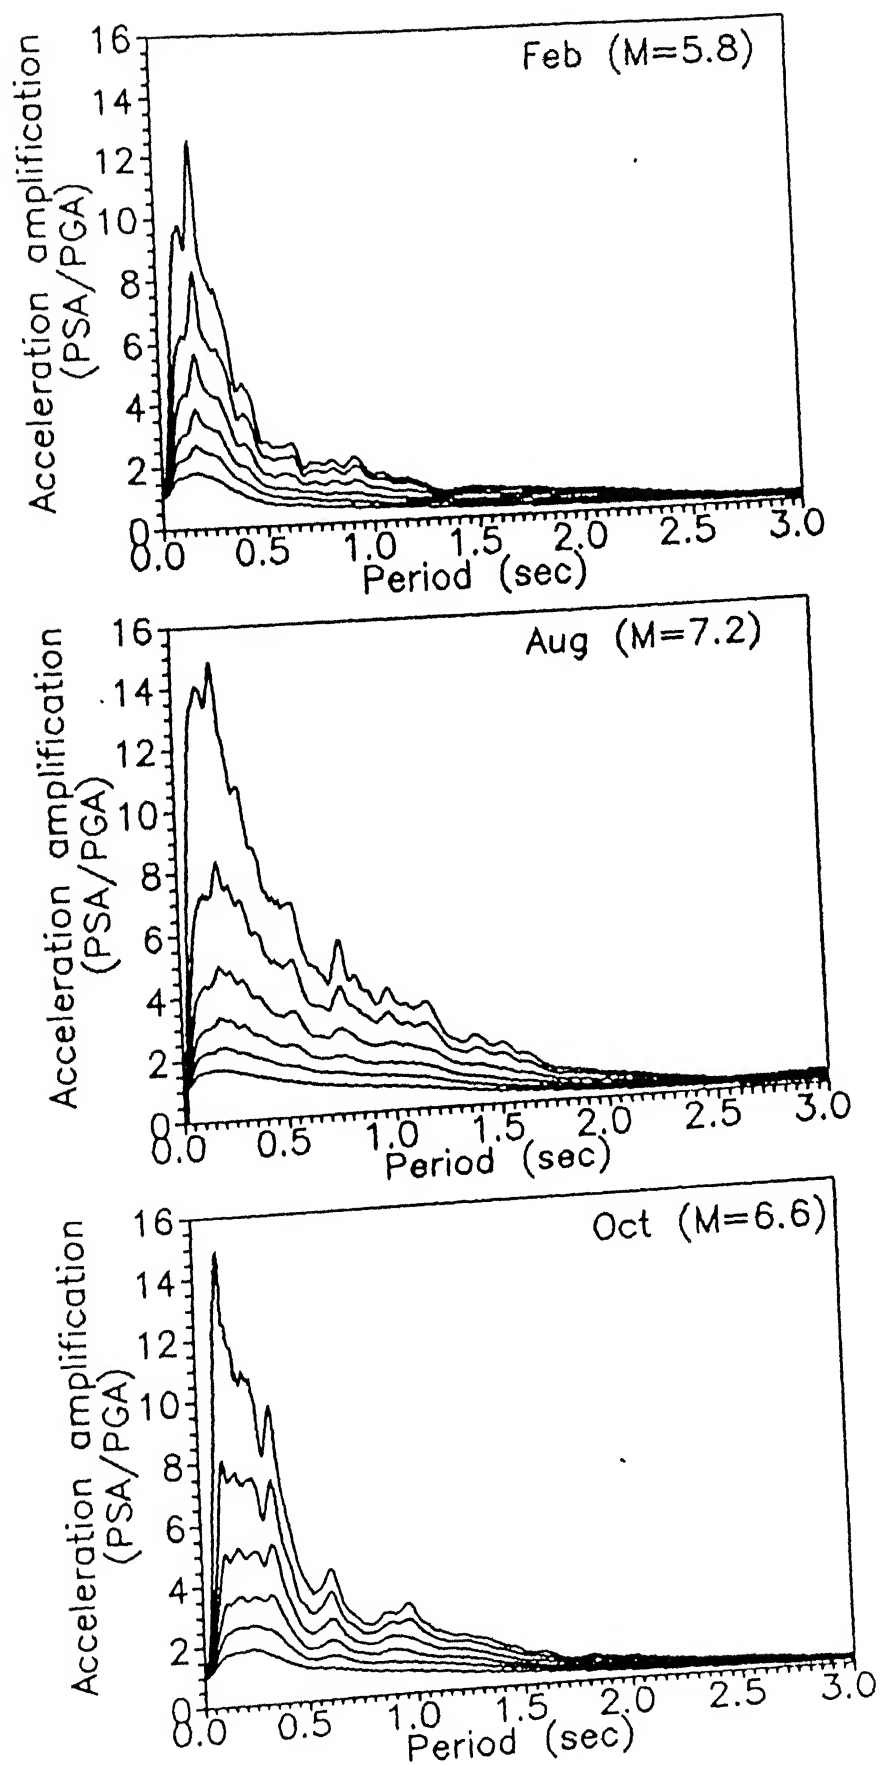 Feb (M=5.8)
Acceleration amplification
(PSA/PGA)
16
14
12
10
8
6
4
2
0
0.0 0.5 1.0 1.5 2.0 2.5 3.0
Period (sec)
Aug (M=7.2)
Acceleration amplification
(PSA/PGA)
16
14
12
10
8
6
4
2
0
0.0 0.5 1.0 1.5 2.0 2.5 3.0
Period (sec)
Oct (M=6.6)
Acceleration amplification
(PSA/PGA)
16
14
12
10
8
6
4
2
0
0.0 0.5 1.0 1.5 2.0 2.5 3.0
Period (sec)